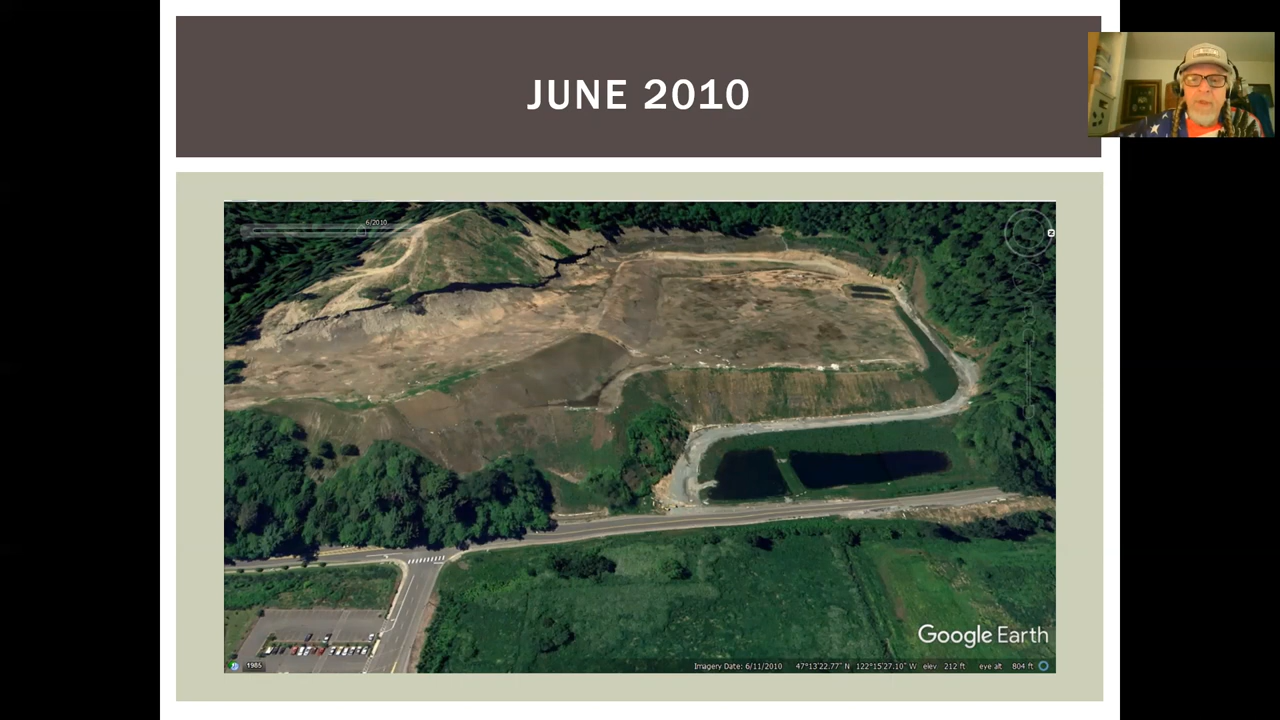 JUNE 2010
6/2010
Google Earth
1985
Imagery Date: 6/11/2010 47°13'22.77" N 122°15'27.10" W elev 212 ft eye alt 804 ft